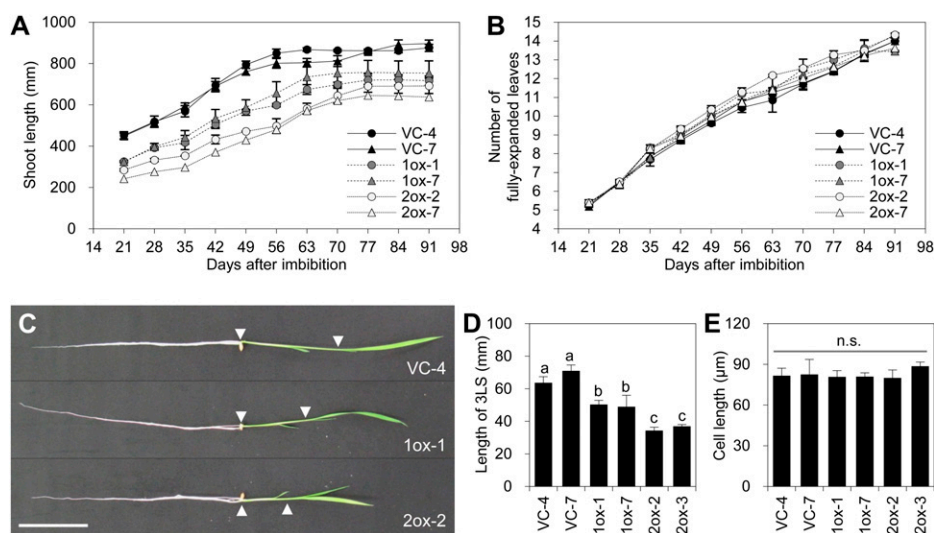 A
1000
800
600
400
200
0
Shoot length (mm)
14 21 28 35 42 49 56 63 70 77 84 91 98
Days after imbibition
VC-4
VC-7
1ox-1
1ox-7
2ox-2
2ox-7
B
14
13
12
11
10
9
8
7
6
5
4
Number of
fully-expanded leaves
14 21 28 35 42 49 56 63 70 77 84 91 98
Days after imbibition
VC-4
VC-7
1ox-1
1ox-7
2ox-2
2ox-7
C
VC-4
1ox-1
2ox-2
D
100
80
60
40
20
0
Length of 3LS (mm)
a a b b c c
VC-4 VC-7 1ox-1 1ox-7 2ox-2 2ox-3
E
120
90
60
30
0
Cell length (µm)
n.s.
VC-4 VC-7 1ox-1 1ox-7 2ox-2 2ox-3